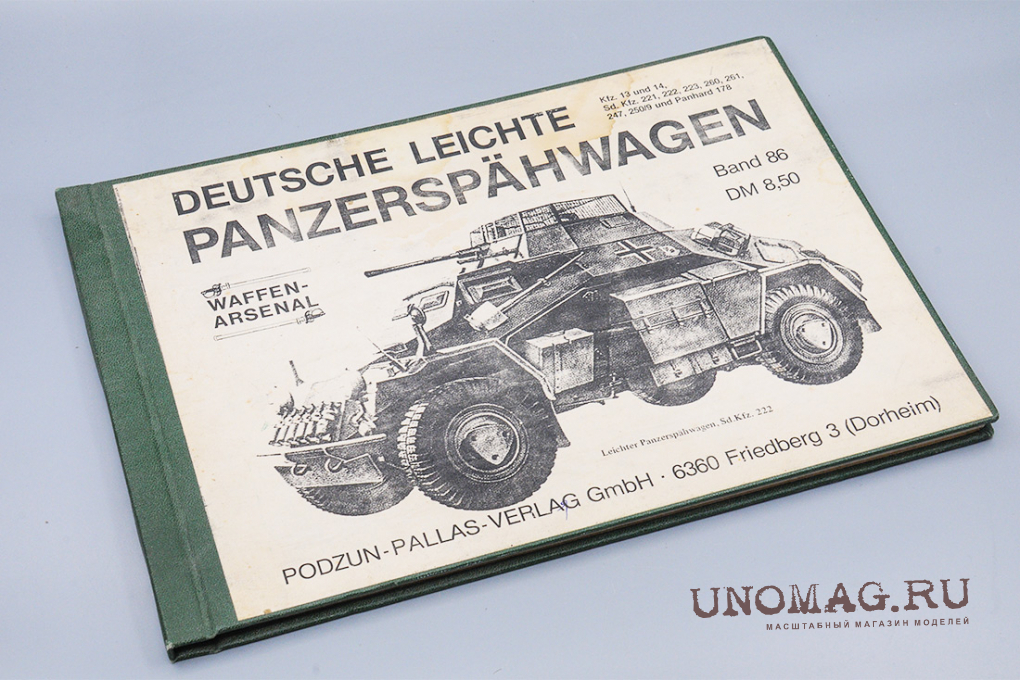 Kfz. 13 und 14,
Sd. Kfz. 221, 222, 223, 260, 261,
247, 250/9 und Panhard 178
DEUTSCHE LEICHTE
PANZERSPÄHWAGEN
Band 86
DM 8,50
WAFFEN-
ARSENAL
Leichter Panzerspähwagen, Sd.Kfz. 222
PODZUN-PALLAS-VERLAG GmbH · 6360 Friedberg 3 (Dorheim)
UNOMAG.RU
МАСШТАБНЫЙ МАГАЗИН МОДЕЛЕЙ